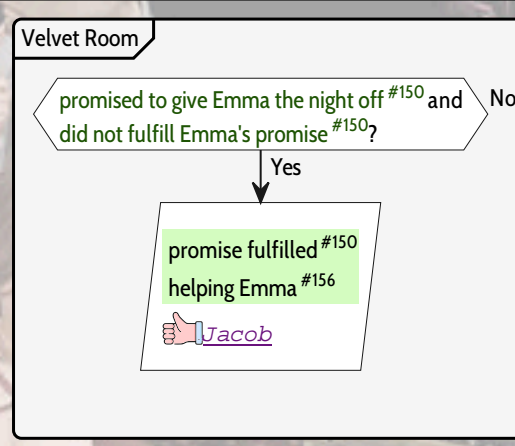 Velvet Room
promised to give Emma the night off #150 and
did not fulfill Emma's promise #150?
No
Yes
promise fulfilled #150
helping Emma #156
Jacob